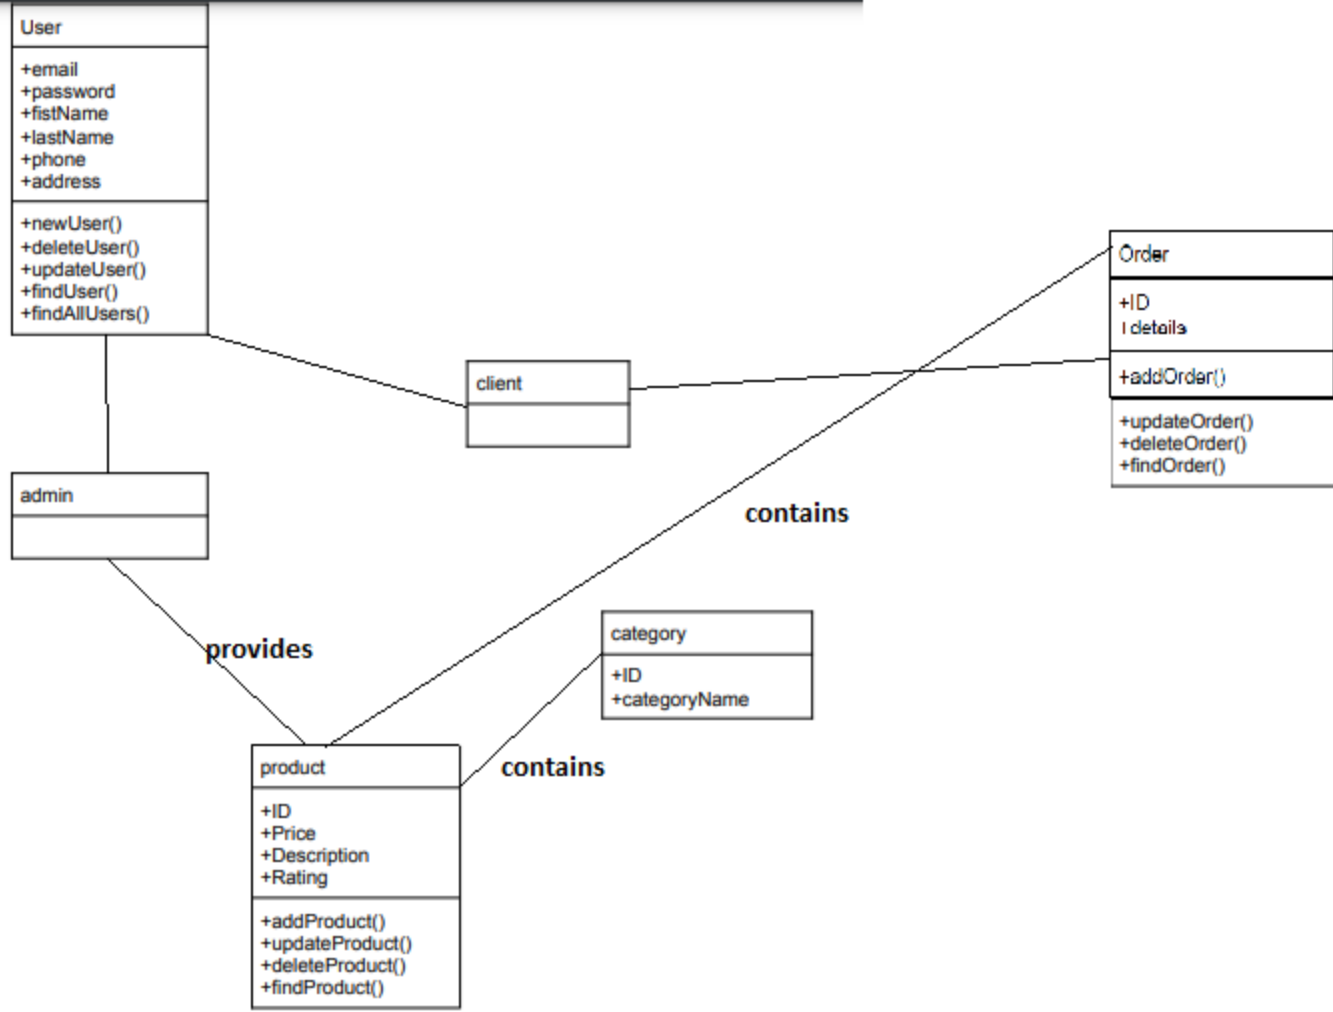 User
+email
+password
+fistName
+lastName
+phone
+address
+newUser()
+deleteUser()
+updateUser()
+findUser()
+findAllUsers()
client
Order
+ID
+details
+addOrder()
+updateOrder()
+deleteOrder()
+findOrder()
admin
contains
provides
category
+ID
+categoryName
contains
product
+ID
+Price
+Description
+Rating
+addProduct()
+updateProduct()
+deleteProduct()
+findProduct()